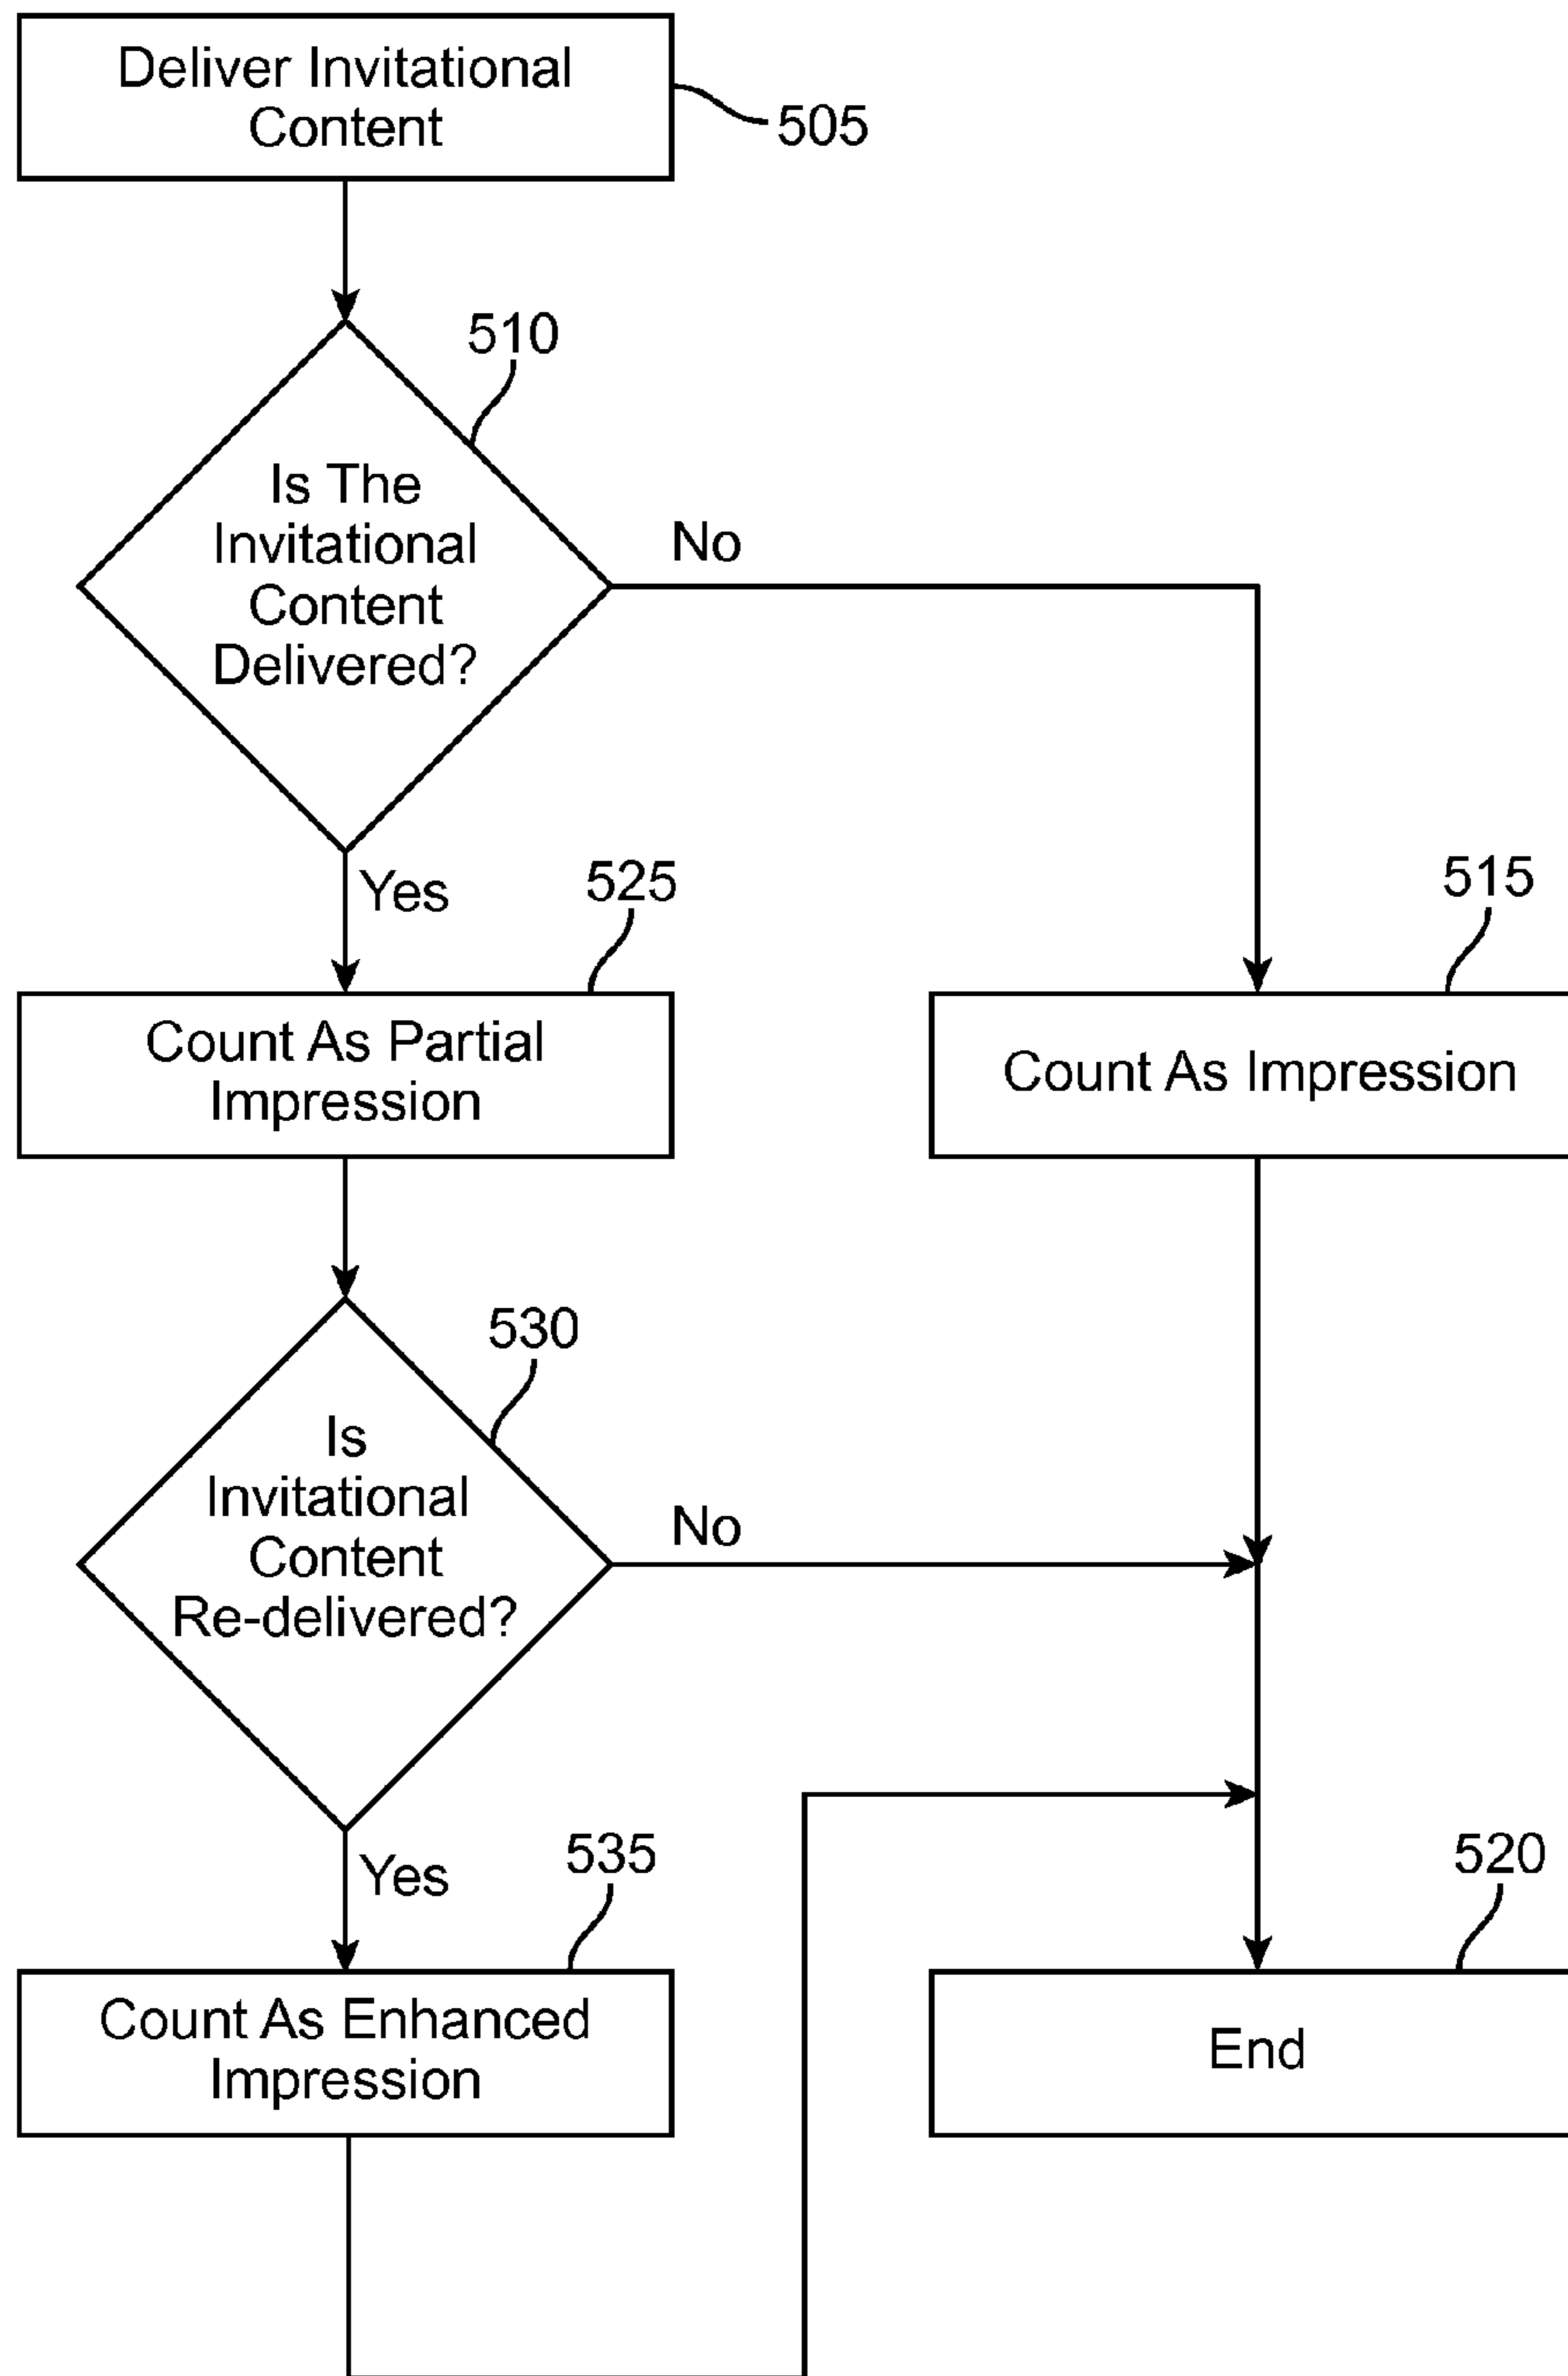 Deliver Invitational
Content
505
510
Is The
Invitational
Content
Delivered?
No
Yes
525
515
Count As Partial
Impression
Count As Impression
530
Is
Invitational
Content
Re-delivered?
No
Yes
535
520
Count As Enhanced
Impression
End